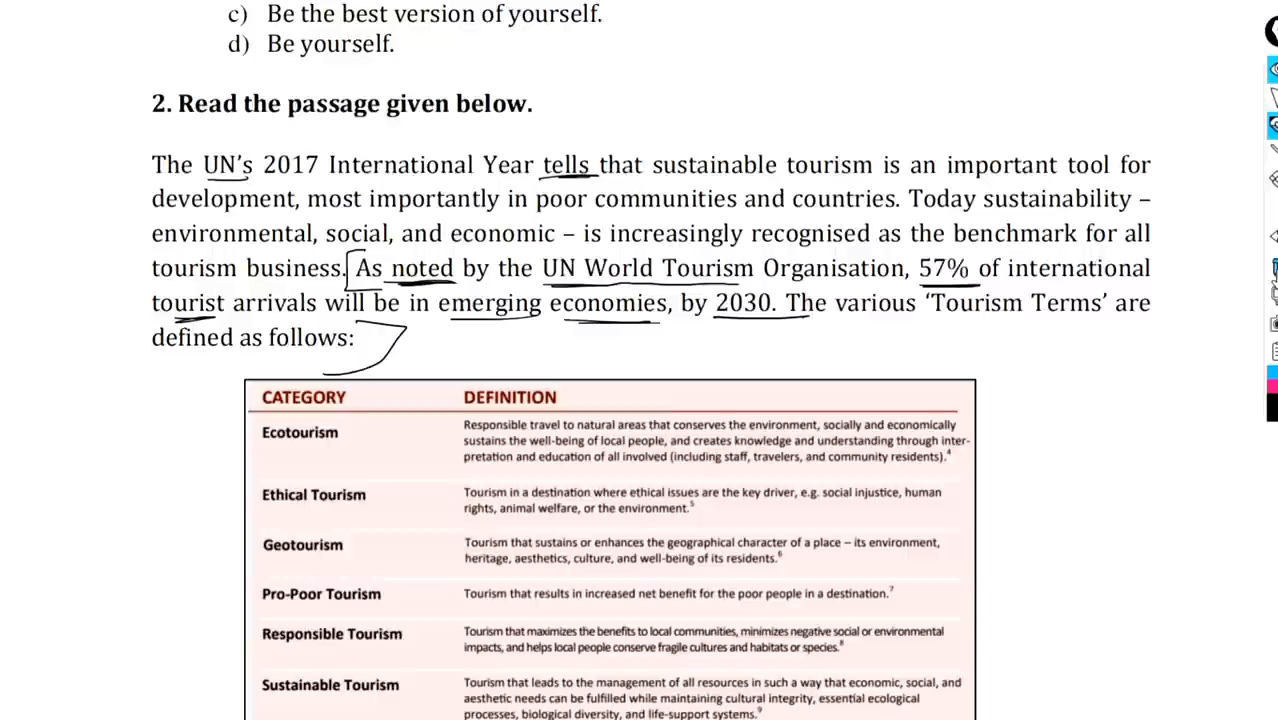 c) Be the best version of yourself.
d) Be yourself.
2. Read the passage given below.
The UN's 2017 International Year tells that sustainable tourism is an important tool for
development, most importantly in poor communities and countries. Today sustainability –
environmental, social, and economic – is increasingly recognised as the benchmark for all
tourism business. As noted by the UN World Tourism Organisation, 57% of international
tourist arrivals will be in emerging economies, by 2030. The various 'Tourism Terms' are
defined as follows:
CATEGORY DEFINITION
Ecotourism Responsible travel to natural areas that conserves the environment, socially and economically
sustains the well-being of local people, and creates knowledge and understanding through inter-
pretation and education of all involved (including staff, travelers, and community residents).4
Ethical Tourism Tourism in a destination where ethical issues are the key driver, e.g. social injustice, human
rights, animal welfare, or the environment.5
Geotourism Tourism that sustains or enhances the geographical character of a place – its environment,
heritage, aesthetics, culture, and well-being of its residents.6
Pro-Poor Tourism Tourism that results in increased net benefit for the poor people in a destination.7
Responsible Tourism Tourism that maximizes the benefits to local communities, minimizes negative social or environmental
impacts, and helps local people conserve fragile cultures and habitats or species.8
Sustainable Tourism Tourism that leads to the management of all resources in such a way that economic, social, and
aesthetic needs can be fulfilled while maintaining cultural integrity, essential ecological
processes, biological diversity, and life-support systems.9